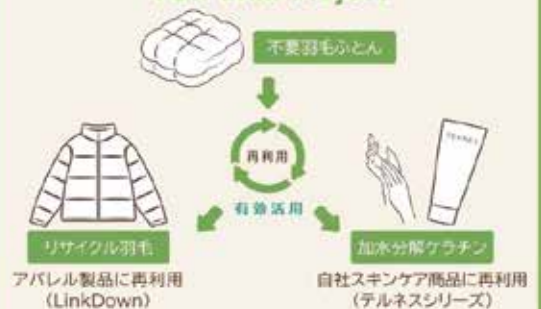 不要羽毛ふとん
再利用
有効活用
リサイクル羽毛
加水分解ケラチン
アパレル製品に再利用
(LinkDown)
自社スキンケア商品に再利用
(テルネスシリーズ)